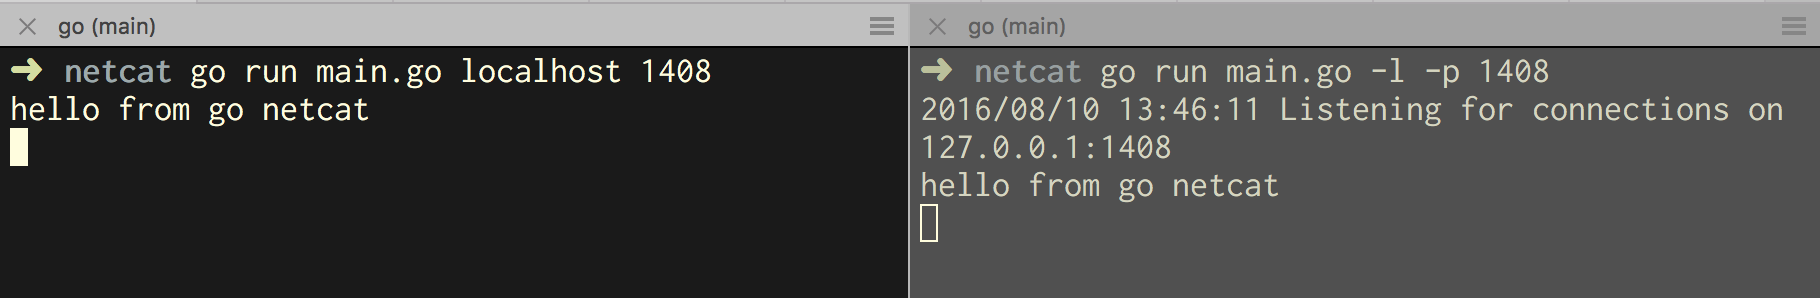 go (main)
➜ netcat go run main.go localhost 1408
hello from go netcat
go (main)
➜ netcat go run main.go -l -p 1408
2016/08/10 13:46:11 Listening for connections on
127.0.0.1:1408
hello from go netcat